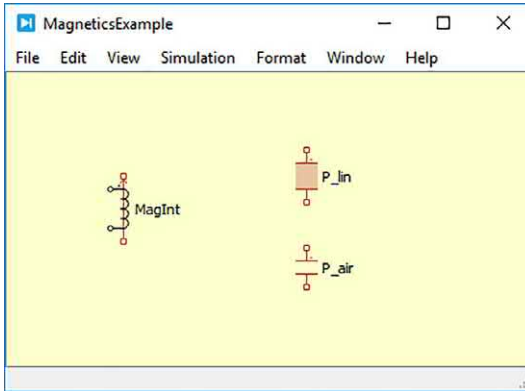 MagneticsExample
File Edit View Simulation Format Window Help
P_lin
MagInt
P_air